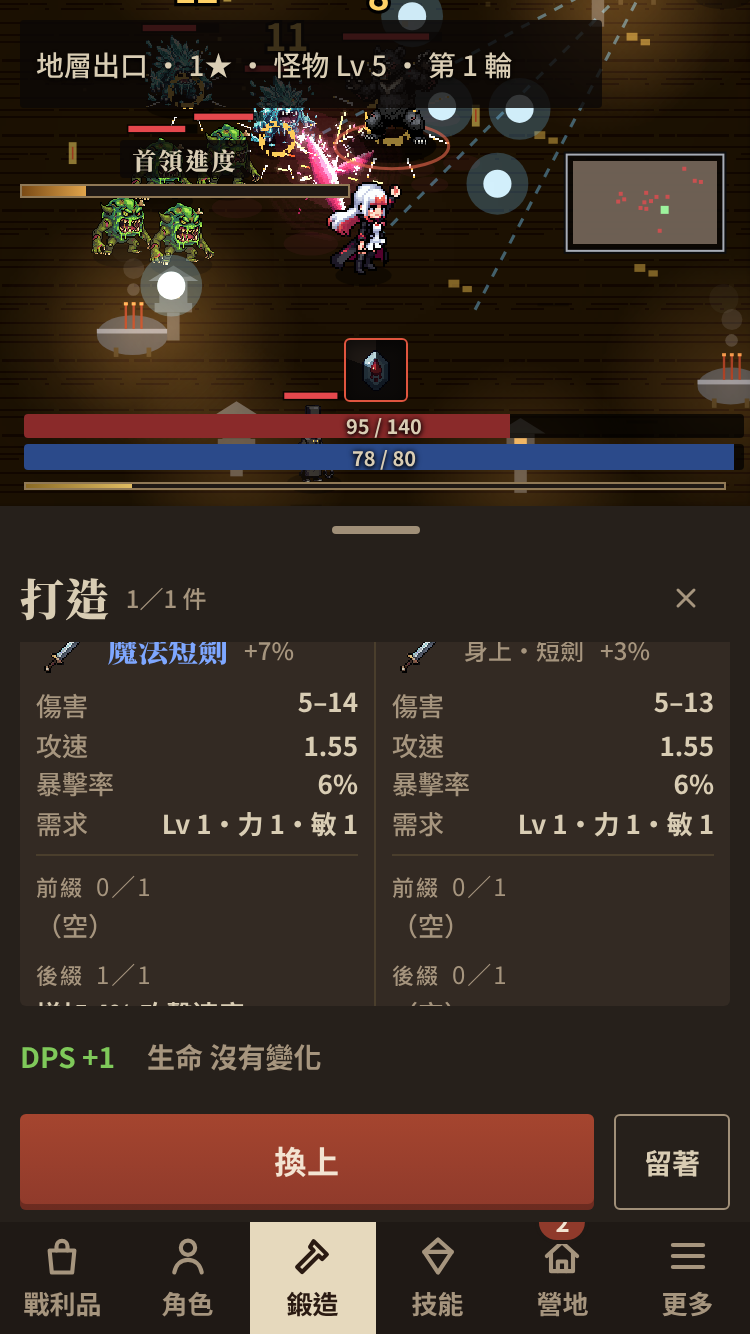 11
地層出口 · 1★ · 怪物 Lv 5 · 第 1 輪
首領進度
95 / 140
78 / 80
打造 1／1 件
魔法短劍 +7%
傷害 5–14
攻速 1.55
暴擊率 6%
需求 Lv 1·力 1·敏 1
前綴 0／1
（空）
後綴 1／1
身上·短劍 +3%
傷害 5–13
攻速 1.55
暴擊率 6%
需求 Lv 1·力 1·敏 1
前綴 0／1
（空）
後綴 0／1
DPS +1 生命 沒有變化
換上
留著
2
戰利品
角色
鍛造
技能
營地
更多